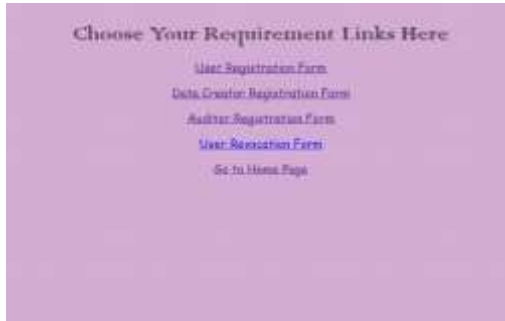 Choose Your Requirement Links Here
User Registration Form
Data Creator Registration Form
Auditor Registration Form
User Revocation Form
Go to Home Page